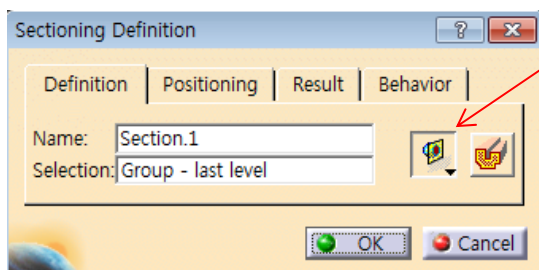 Sectioning Definition
Definition Positioning Result Behavior
Name: Section.1
Selection: Group - last level
OK Cancel